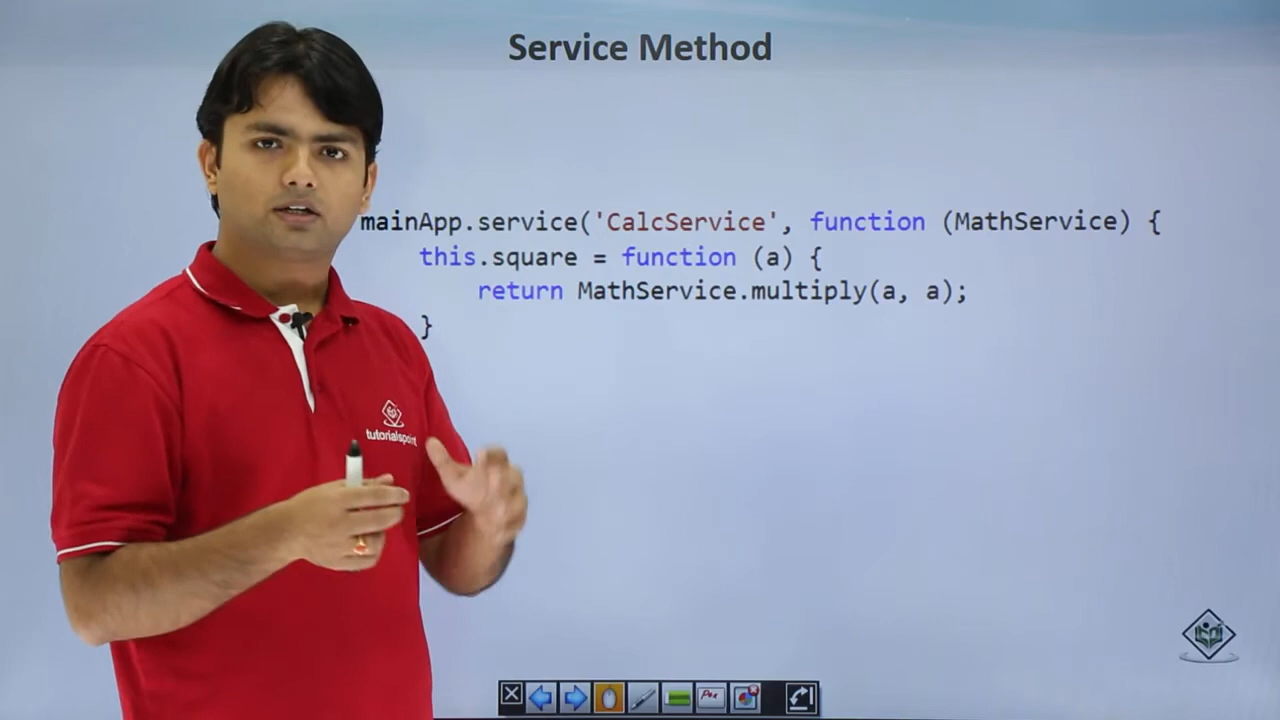 Service Method
mainApp.service('CalcService', function (MathService) {
this.square = function (a) {
return MathService.multiply(a, a);
}
tutorialspoint